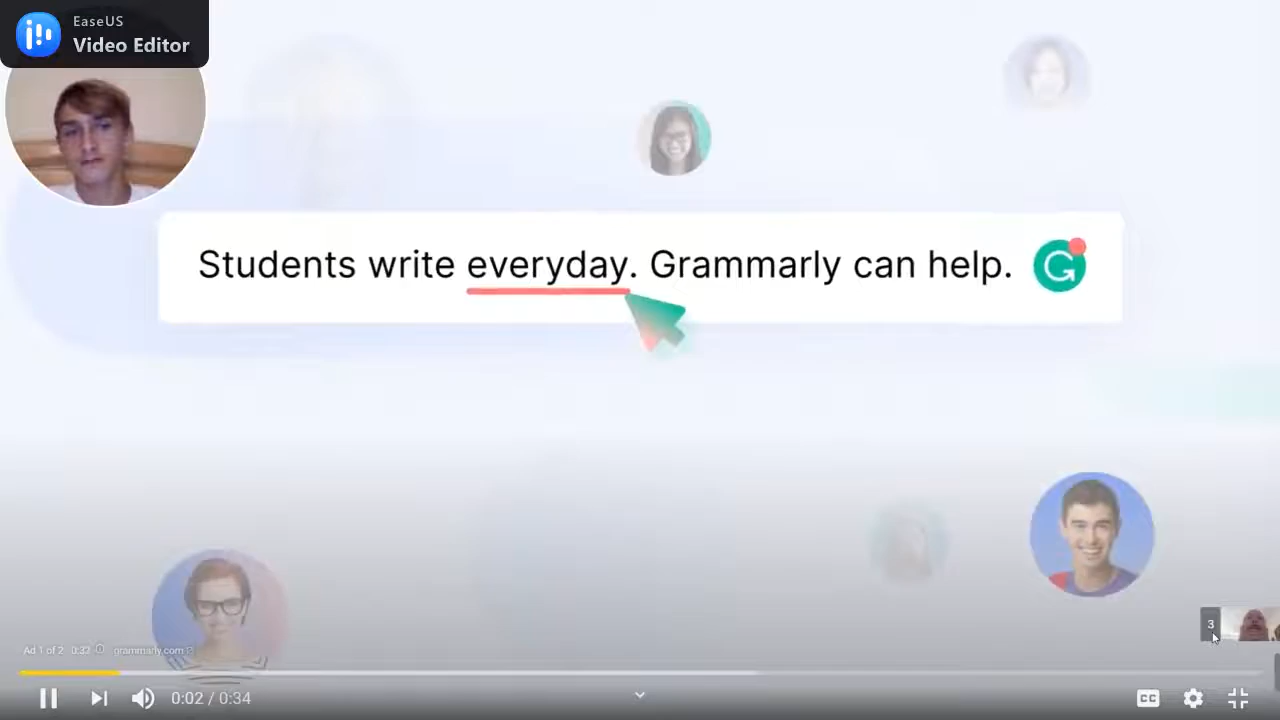 EaseUS
Video Editor
Students write everyday. Grammarly can help.
G
3
Ad 1 of 2 0:32 grammarly.com
0:02 / 0:34
CC